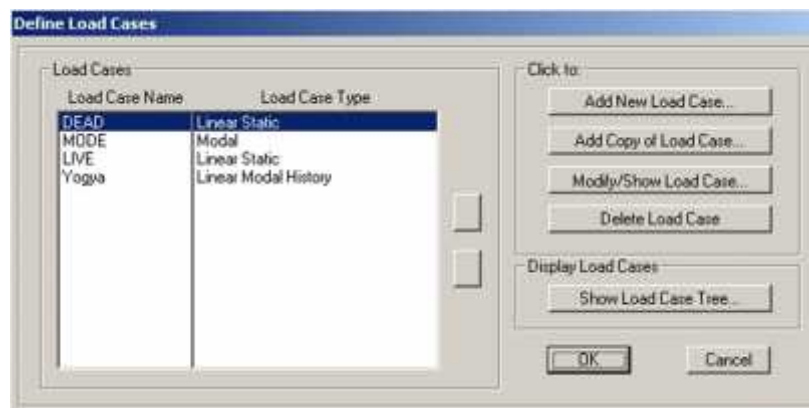 Define Load Cases
Load Cases
Load Case Name Load Case Type
DEAD Linear Static
MODE Modal
LIVE Linear Static
Yogya Linear Modal History
Click to:
Add New Load Case...
Add Copy of Load Case...
Modify/Show Load Case...
Delete Load Case
Display Load Cases
Show Load Case Tree...
OK Cancel